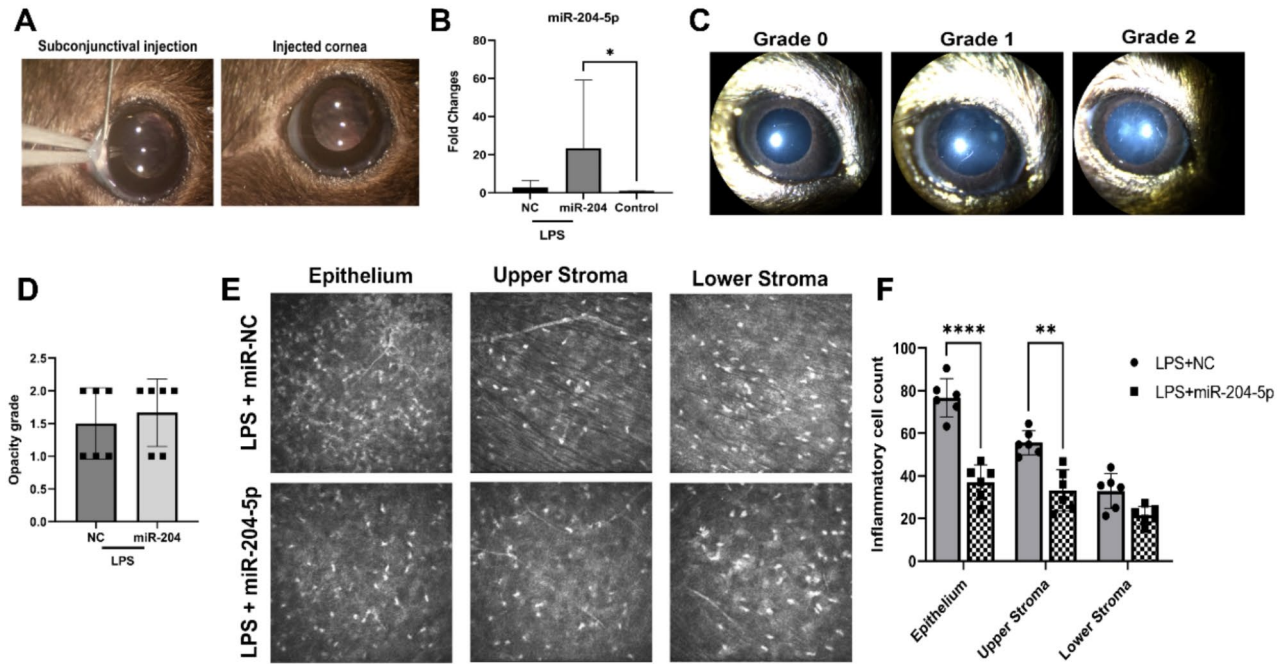 A
Subconjunctival injection
Injected cornea
B
miR-204-5p
*
Fold Changes
80
60
40
20
0
NC
miR-204
Control
LPS
C
Grade 0
Grade 1
Grade 2
D
Opacity grade
2.5
2.0
1.5
1.0
0.5
0.0
NC
miR-204
LPS
E
Epithelium
Upper Stroma
Lower Stroma
LPS + miR-NC
LPS + miR-204-5p
F
****
**
Inflammatory cell count
100
80
60
40
20
0
Epithelium
Upper Stroma
Lower Stroma
LPS+NC
LPS+miR-204-5p